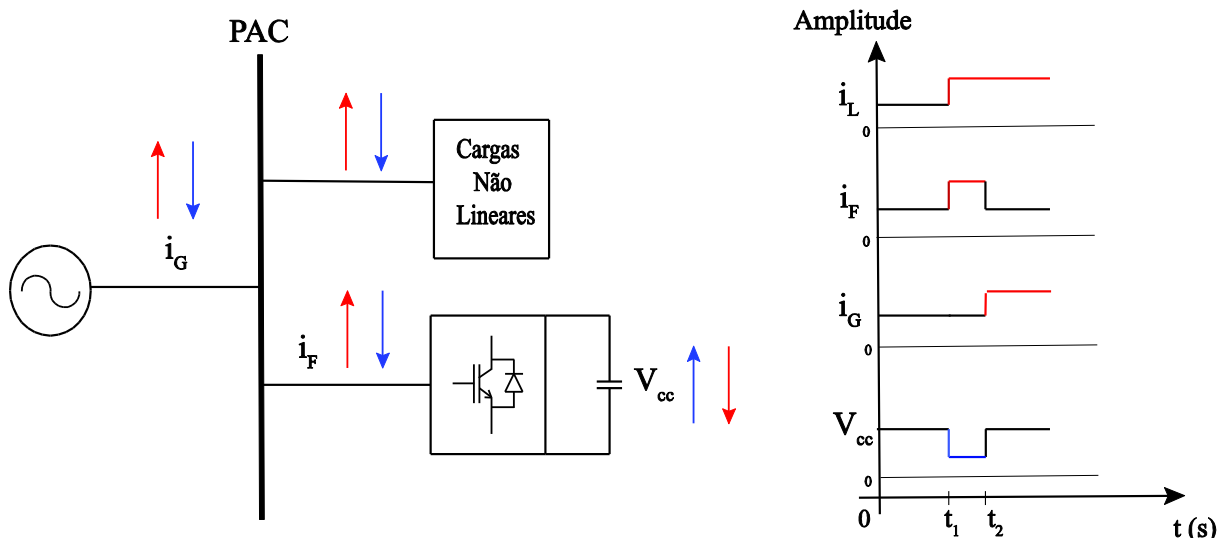 PAC
Cargas
Não
Lineares
i_G
i_F
V_cc
Amplitude
i_L
0
i_F
0
i_G
0
V_cc
0
0
t_1
t_2
t (s)